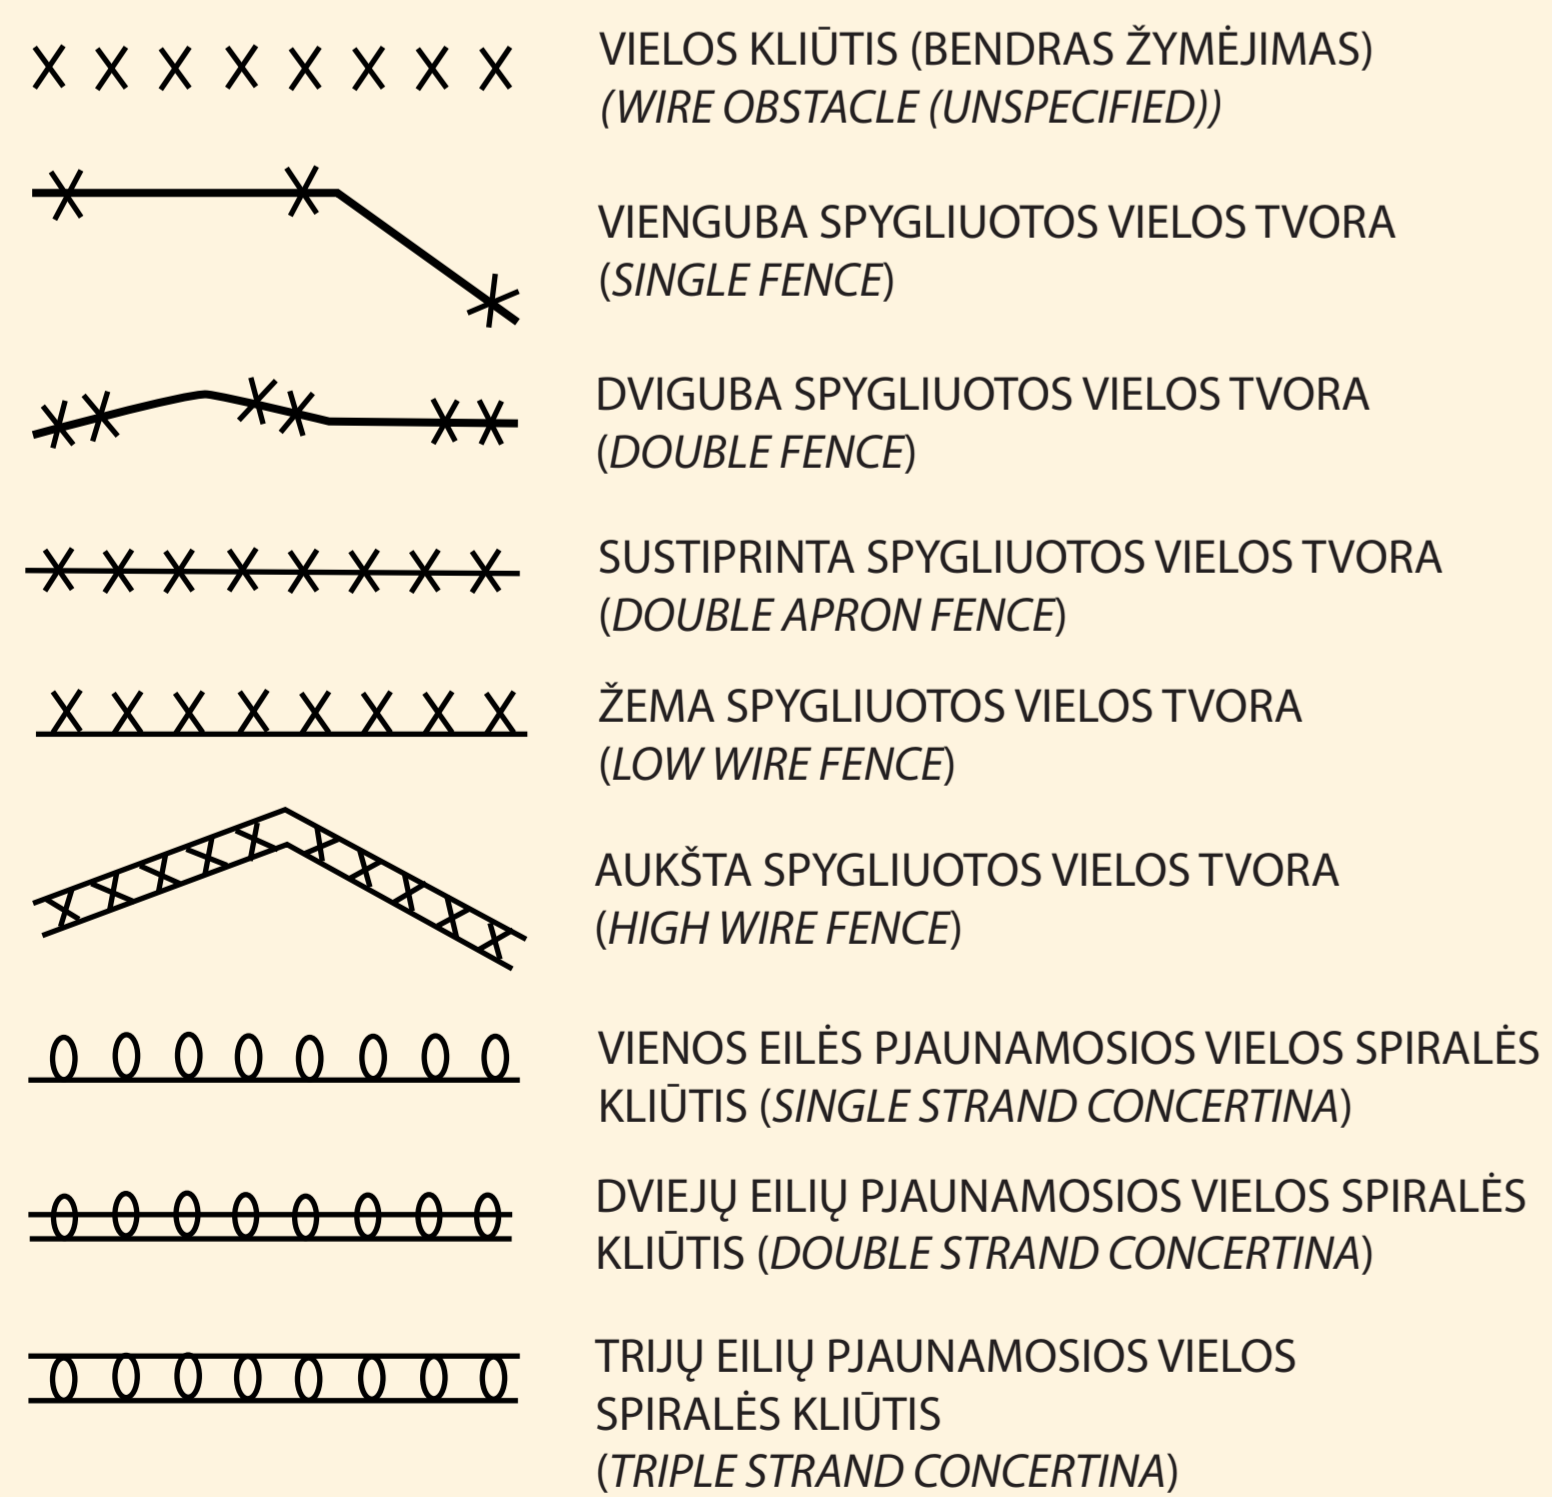 VIELOS KLIŪTIS (BENDRAS ŽYMĖJIMAS)
(WIRE OBSTACLE (UNSPECIFIED))
VIENGUBA SPYGLIUOTOS VIELOS TVORA
(SINGLE FENCE)
DVIGUBA SPYGLIUOTOS VIELOS TVORA
(DOUBLE FENCE)
SUSTIPRINTA SPYGLIUOTOS VIELOS TVORA
(DOUBLE APRON FENCE)
ŽEMA SPYGLIUOTOS VIELOS TVORA
(LOW WIRE FENCE)
AUKŠTA SPYGLIUOTOS VIELOS TVORA
(HIGH WIRE FENCE)
VIENOS EILĖS PJAUNAMOSIOS VIELOS SPIRALĖS
KLIŪTIS (SINGLE STRAND CONCERTINA)
DVIEJŲ EILIŲ PJAUNAMOSIOS VIELOS SPIRALĖS
KLIŪTIS (DOUBLE STRAND CONCERTINA)
TRIJŲ EILIŲ PJAUNAMOSIOS VIELOS
SPIRALĖS KLIŪTIS
(TRIPLE STRAND CONCERTINA)